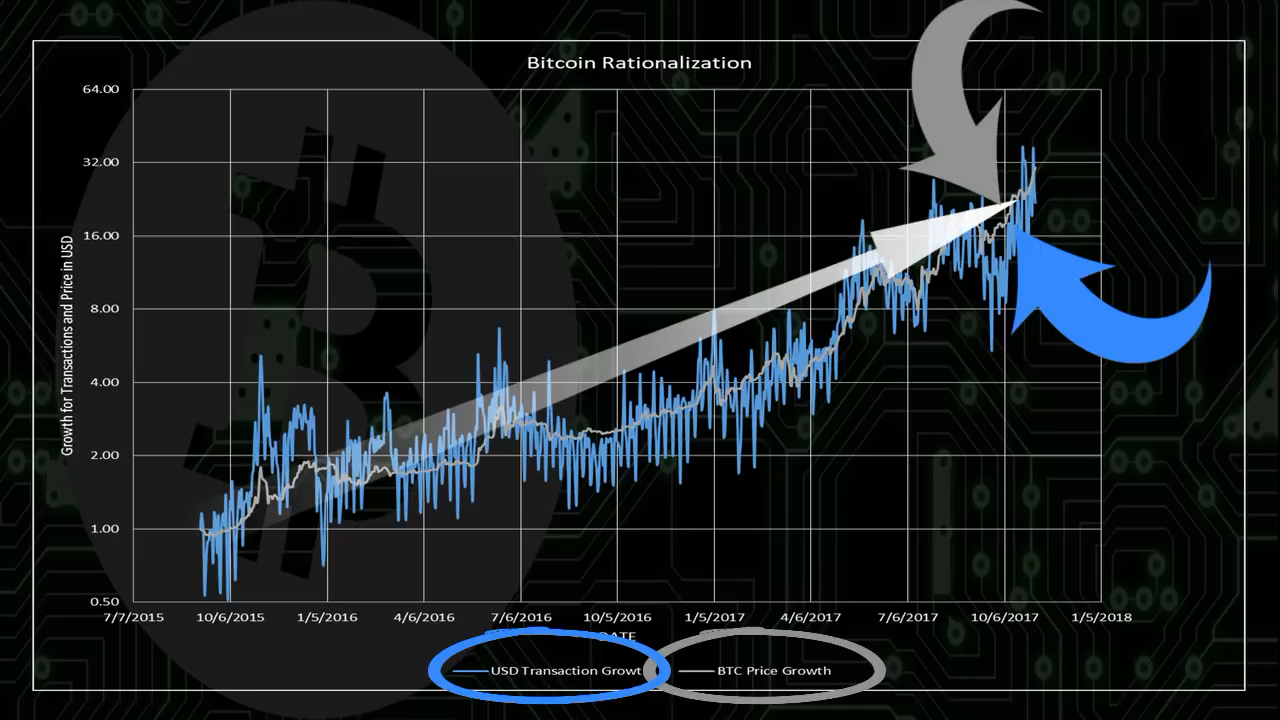 Bitcoin Rationalization
Growth for Transactions and Price in USD
64.00
32.00
16.00
8.00
4.00
2.00
1.00
0.50
7/7/2015 10/6/2015 1/5/2016 4/6/2016 7/6/2016 10/5/2016 1/5/2017 4/6/2017 7/6/2017 10/6/2017 1/5/2018
DATE
USD Transaction Growt BTC Price Growth